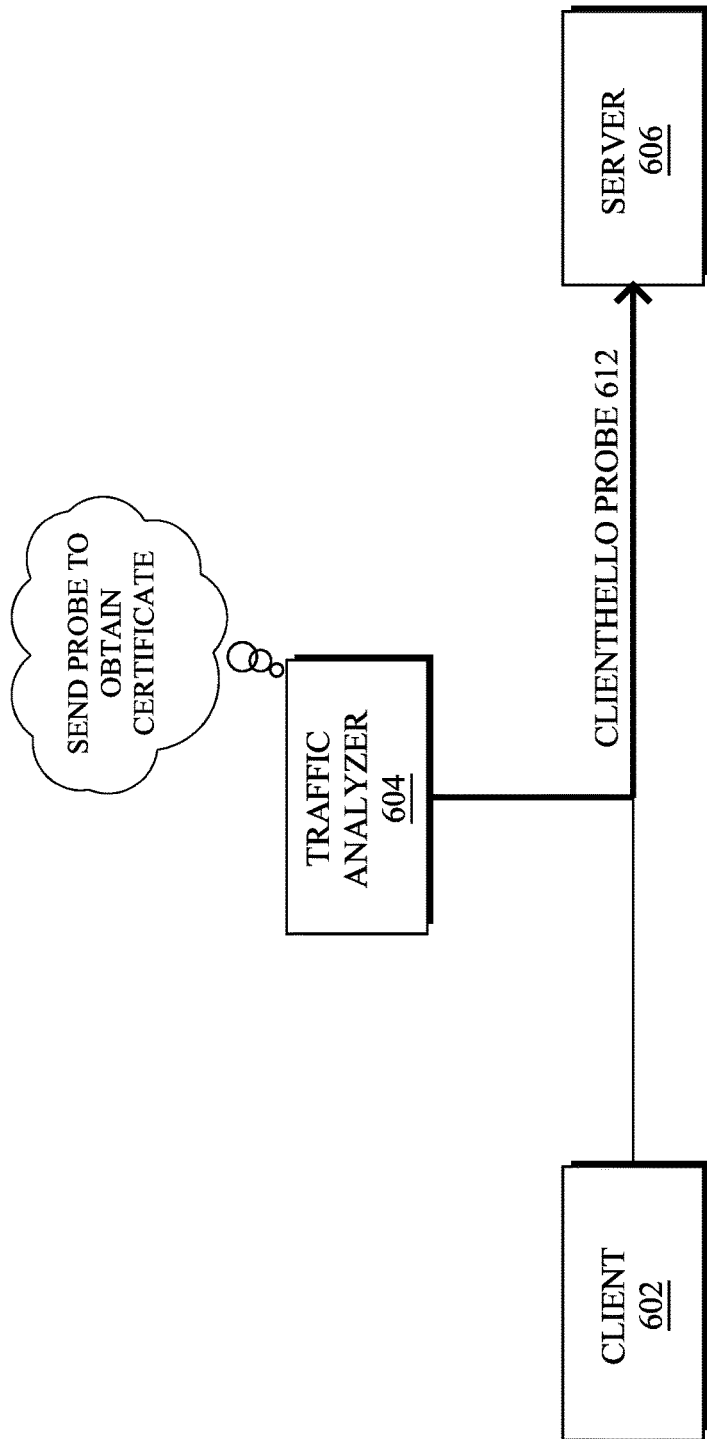 SEND PROBE TO
OBTAIN
CERTIFICATE
TRAFFIC
ANALYZER
604
CLIENTHELLO PROBE 612
CLIENT
602
SERVER
606